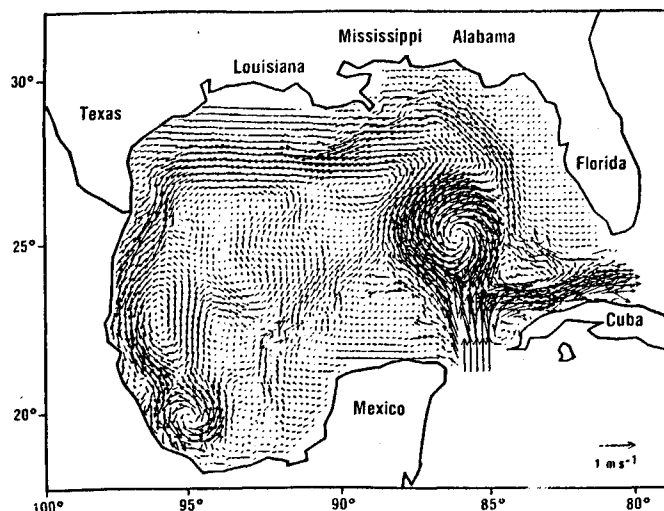 Mississippi Alabama
Louisiana
30°
Texas
Florida
25°
Cuba
20°
Mexico
1 m s⁻¹
100° 95° 90° 85° 80°